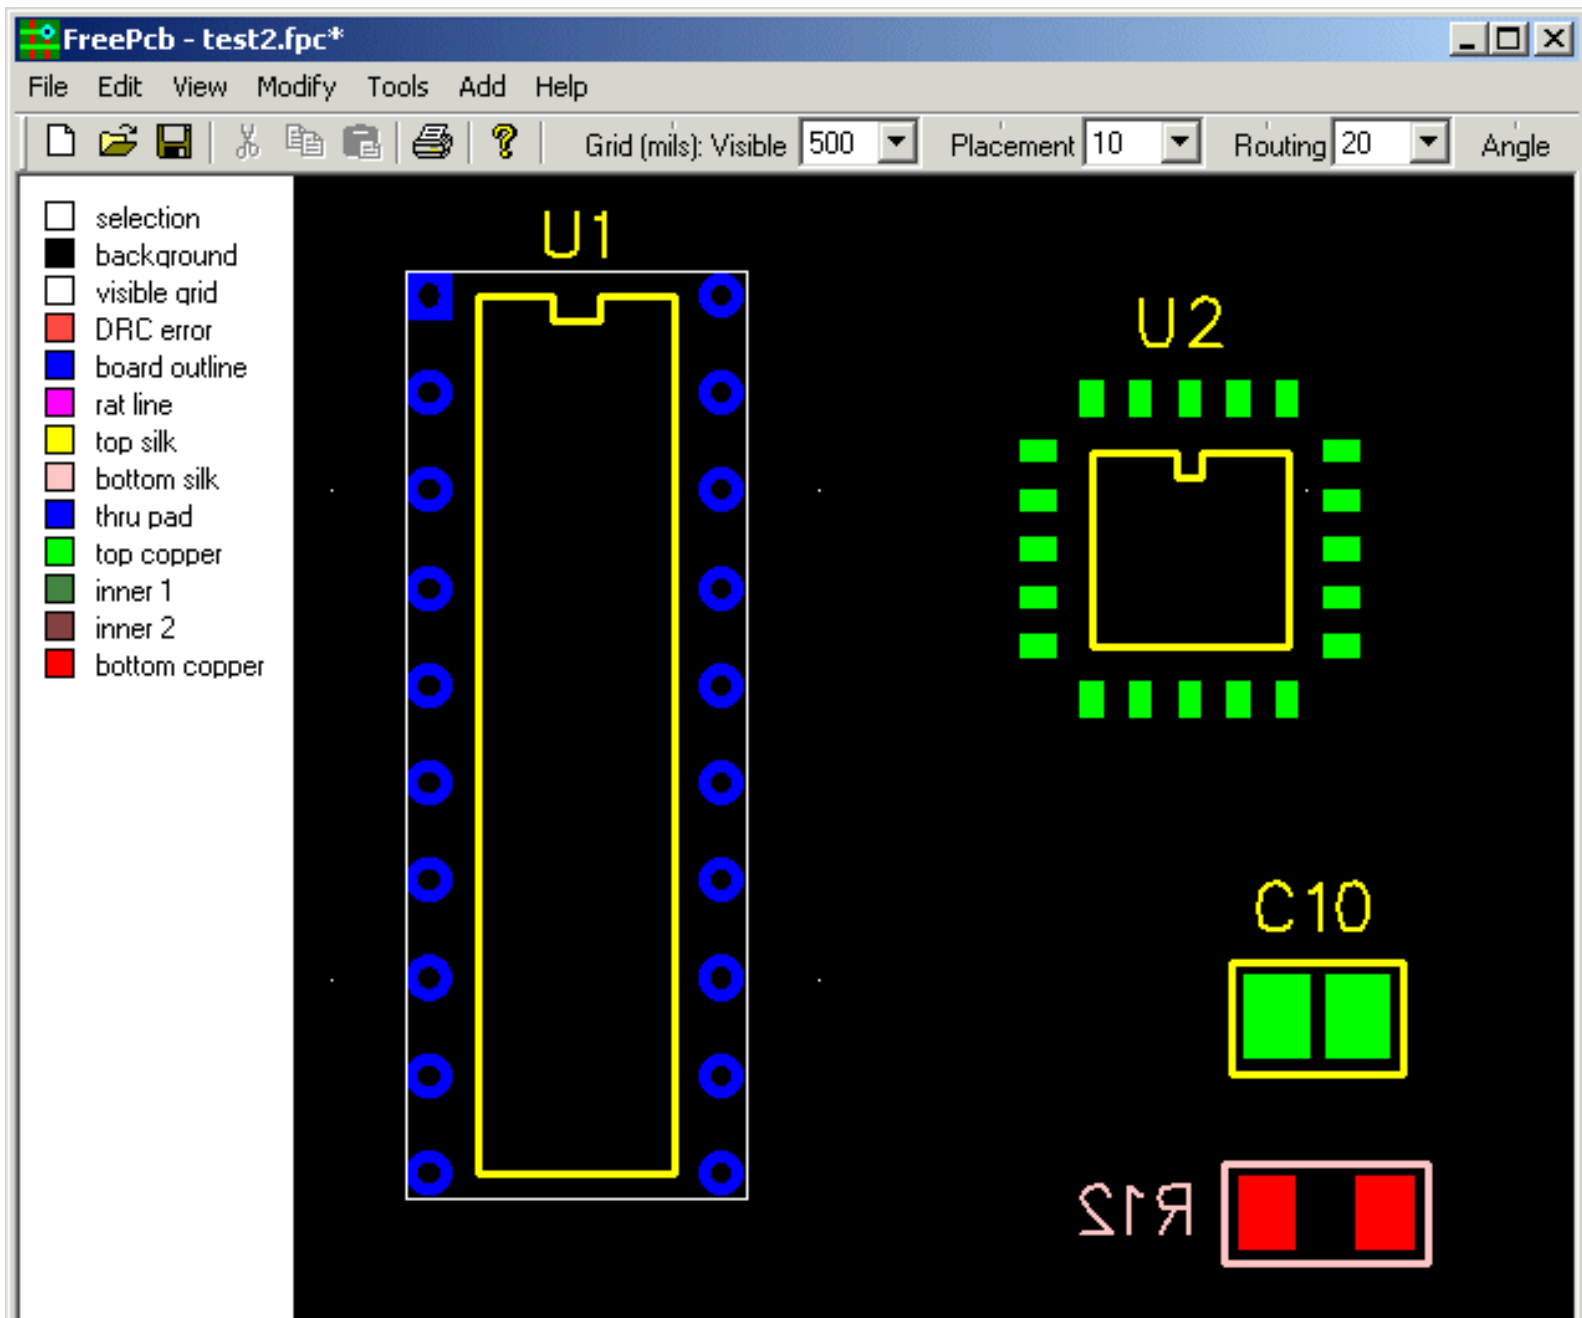 FreePcb - test2.fpc*
File Edit View Modify Tools Add Help
Grid (mils): Visible 500 Placement 10 Routing 20 Angle
selection
background
visible grid
DRC error
board outline
rat line
top silk
bottom silk
thru pad
top copper
inner 1
inner 2
bottom copper
U1
U2
C10
R12